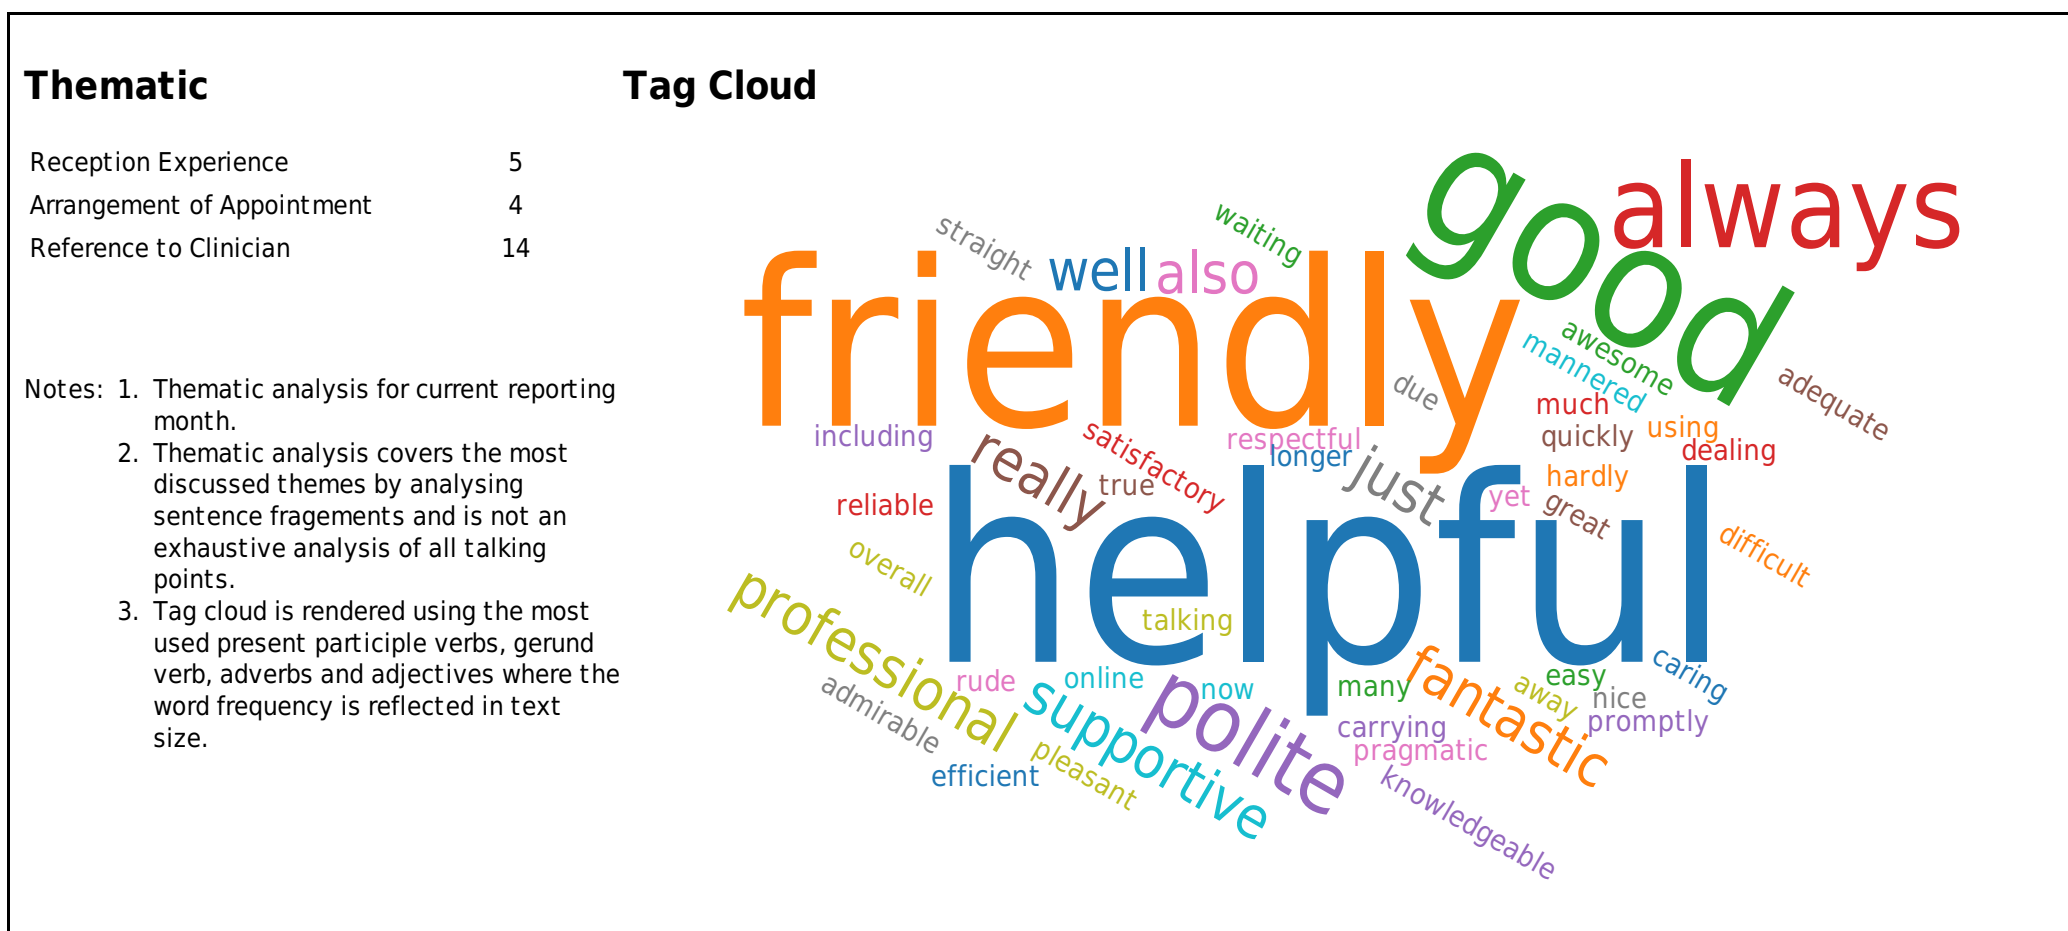 Thematic
Reception Experience 5
Arrangement of Appointment 4
Reference to Clinician 14
Notes: 1. Thematic analysis for current reporting
month.
2. Thematic analysis covers the most
discussed themes by analysing
sentence fragements and is not an
exhaustive analysis of all talking
points.
3. Tag cloud is rendered using the most
used present participle verbs, gerund
verb, adverbs and adjectives where the
word frequency is reflected in text
size.
Tag Cloud
good
always
waiting
straight
well
also
friendly
awesome
mannered
adequate
due
much
using
including
satisfactory
respectful
quickly
dealing
longer
really
just
true
hardly
reliable
yet
great
helpful
difficult
overall
professional
talking
fantastic
caring
rude
online
now
many
away
easy
nice
admirable
supportive
polite
carrying
promptly
pragmatic
efficient
pleasant
knowledgeable